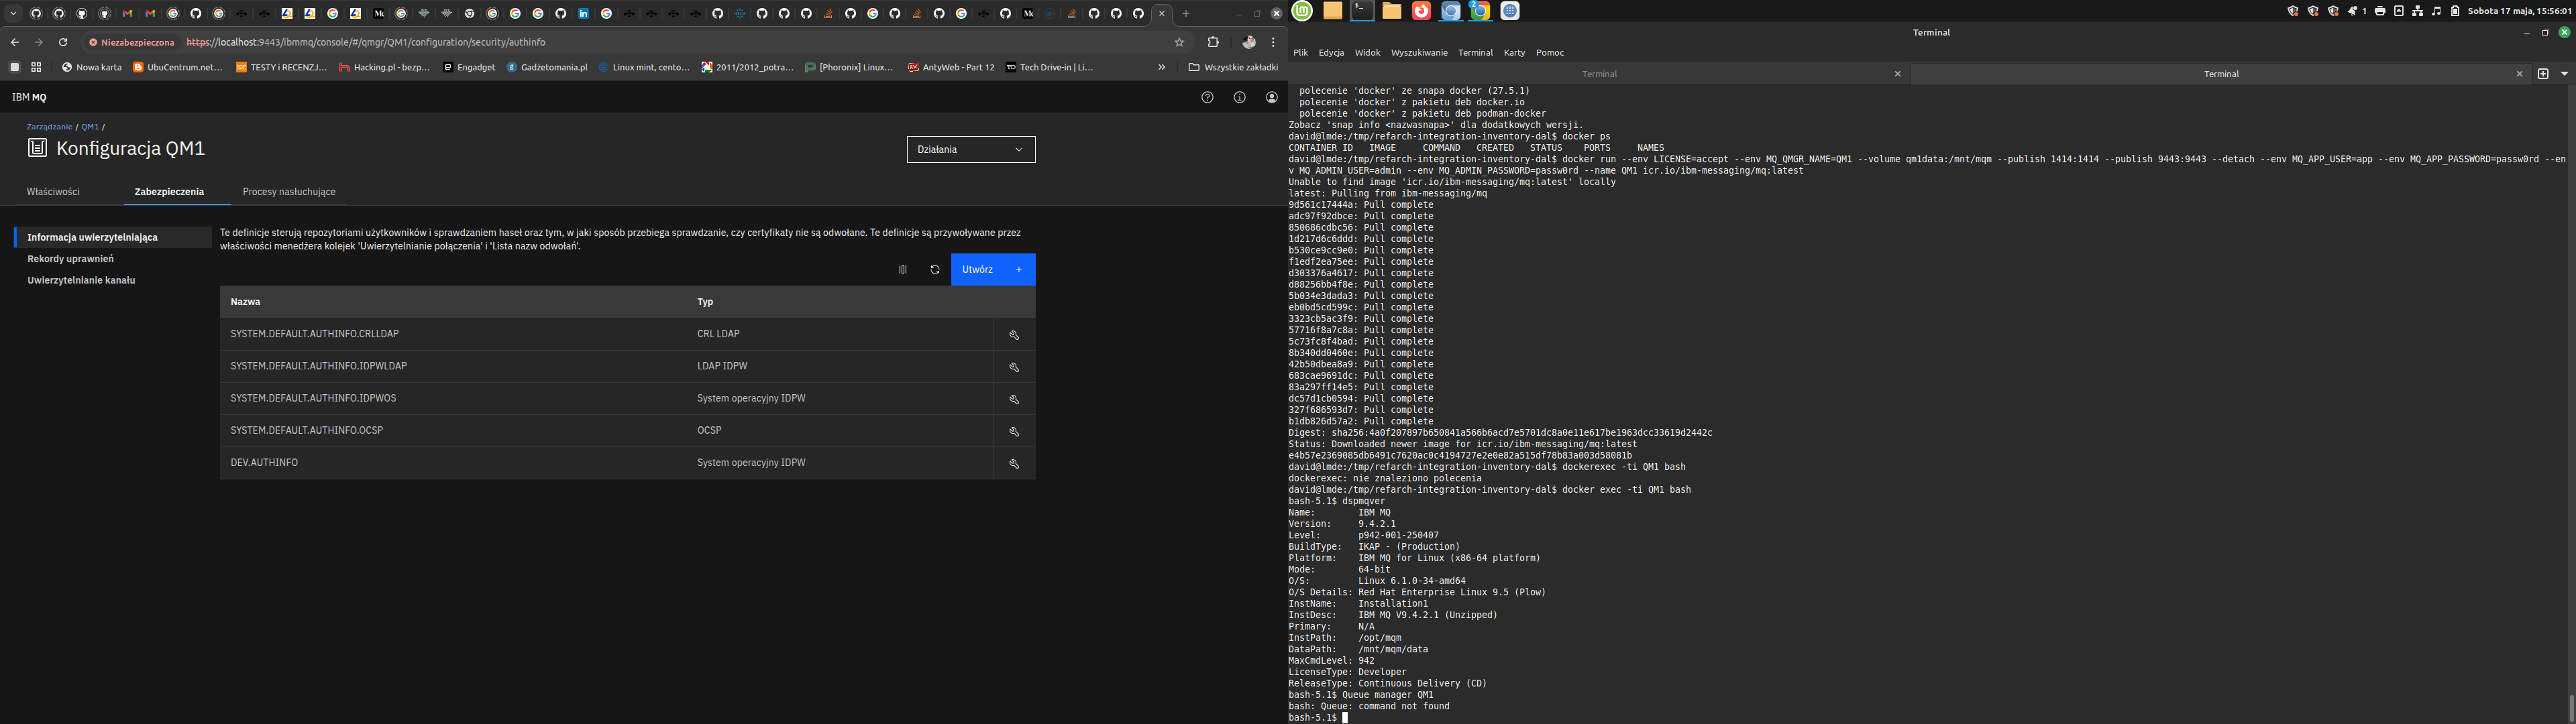 Niezabezpieczona
https://localhost:9443/ibmmq/console/#/qmgr/QM1/configuration/security/authinfo
Nowa karta
UbuCentrum.net...
TESTY i RECENZJ...
Hacking.pl - bezp...
Engadget
Gadżetomania.pl
Linux mint, cento...
2011/2012_potra...
[Phoronix] Linux...
AntyWeb - Part 12
Tech Drive-in | Li...
»
Wszystkie zakładki
IBM MQ
Zarządzanie / QM1 /
Konfiguracja QM1
Działania
Właściwości
Zabezpieczenia
Procesy nasłuchujące
Informacja uwierzytelniająca
Rekordy uprawnień
Uwierzytelnianie kanału
Te definicje sterują repozytoriami użytkowników i sprawdzaniem haseł oraz tym, w jaki sposób przebiega sprawdzanie, czy certyfikaty nie są odwołane. Te definicje są przywoływane przez
właściwości menedżera kolejek 'Uwierzytelnianie połączenia' i 'Lista nazw odwołań'.
Utwórz +
Nazwa Typ
SYSTEM.DEFAULT.AUTHINFO.CRLLDAP CRL LDAP
SYSTEM.DEFAULT.AUTHINFO.IDPWLDAP LDAP IDPW
SYSTEM.DEFAULT.AUTHINFO.IDPWOS System operacyjny IDPW
SYSTEM.DEFAULT.AUTHINFO.OCSP OCSP
DEV.AUTHINFO System operacyjny IDPW
1
Sobota 17 maja, 15:56:01
Terminal
Plik Edycja Widok Wyszukiwanie Terminal Karty Pomoc
Terminal
Terminal
polecenie 'docker' ze snapa docker (27.5.1)
polecenie 'docker' z pakietu deb docker.io
polecenie 'docker' z pakietu deb podman-docker
Zobacz 'snap info <nazwasnapa>' dla dodatkowych wersji.
david@lmde:/tmp/refarch-integration-inventory-dal$ docker ps
CONTAINER ID IMAGE COMMAND CREATED STATUS PORTS NAMES
david@lmde:/tmp/refarch-integration-inventory-dal$ docker run --env LICENSE=accept --env MQ_QMGR_NAME=QM1 --volume qm1data:/mnt/mqm --publish 1414:1414 --publish 9443:9443 --detach --env MQ_APP_USER=app --env MQ_APP_PASSWORD=passw0rd --en
v MQ_ADMIN_USER=admin --env MQ_ADMIN_PASSWORD=passw0rd --name QM1 icr.io/ibm-messaging/mq:latest
Unable to find image 'icr.io/ibm-messaging/mq:latest' locally
latest: Pulling from ibm-messaging/mq
9d561c17444a: Pull complete
adc97f92dbce: Pull complete
850686cdbc56: Pull complete
1d217d6c6ddd: Pull complete
b530ce9cc9e0: Pull complete
f1edf2ea75ee: Pull complete
d303376a4617: Pull complete
d88256bb4f8e: Pull complete
5b034e3dada3: Pull complete
eb0bd5cd599c: Pull complete
3323cb5ac3f9: Pull complete
57716f8a7c8a: Pull complete
5c73fc8f4bad: Pull complete
8b340dd0460e: Pull complete
42b50dbea8a9: Pull complete
683cae9691dc: Pull complete
83a297ff14e5: Pull complete
dc57d1cb0594: Pull complete
327f686593d7: Pull complete
b1db826d57a2: Pull complete
Digest: sha256:4a0f207897b650841a566b6acd7e5701dc8a0e11e617be1963dcc33619d2442c
Status: Downloaded newer image for icr.io/ibm-messaging/mq:latest
e4b57e2369085db6491c7620ac0c4194727e2e0e82a515df78b83a003d58081b
david@lmde:/tmp/refarch-integration-inventory-dal$ dockerexec -ti QM1 bash
dockerexec: nie znaleziono polecenia
david@lmde:/tmp/refarch-integration-inventory-dal$ docker exec -ti QM1 bash
bash-5.1$ dspmqver
Name: IBM MQ
Version: 9.4.2.1
Level: p942-001-250407
BuildType: IKAP - (Production)
Platform: IBM MQ for Linux (x86-64 platform)
Mode: 64-bit
O/S: Linux 6.1.0-34-amd64
O/S Details: Red Hat Enterprise Linux 9.5 (Plow)
InstName: Installation1
InstDesc: IBM MQ V9.4.2.1 (Unzipped)
Primary: N/A
InstPath: /opt/mqm
DataPath: /mnt/mqm/data
MaxCmdLevel: 942
LicenseType: Developer
ReleaseType: Continuous Delivery (CD)
bash-5.1$ Queue manager QM1
bash: Queue: command not found
bash-5.1$